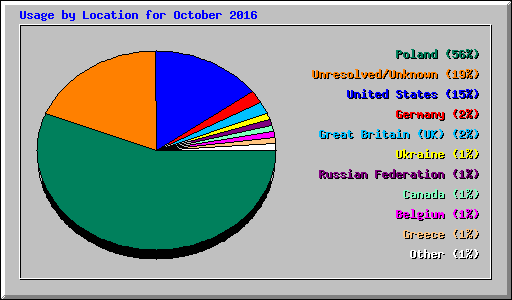 Usage by Location for October 2016
Poland (56%)
Unresolved/Unknown (19%)
United States (15%)
Germany (2%)
Great Britain (UK) (2%)
Ukraine (1%)
Russian Federation (1%)
Canada (1%)
Belgium (1%)
Greece (1%)
Other (1%)